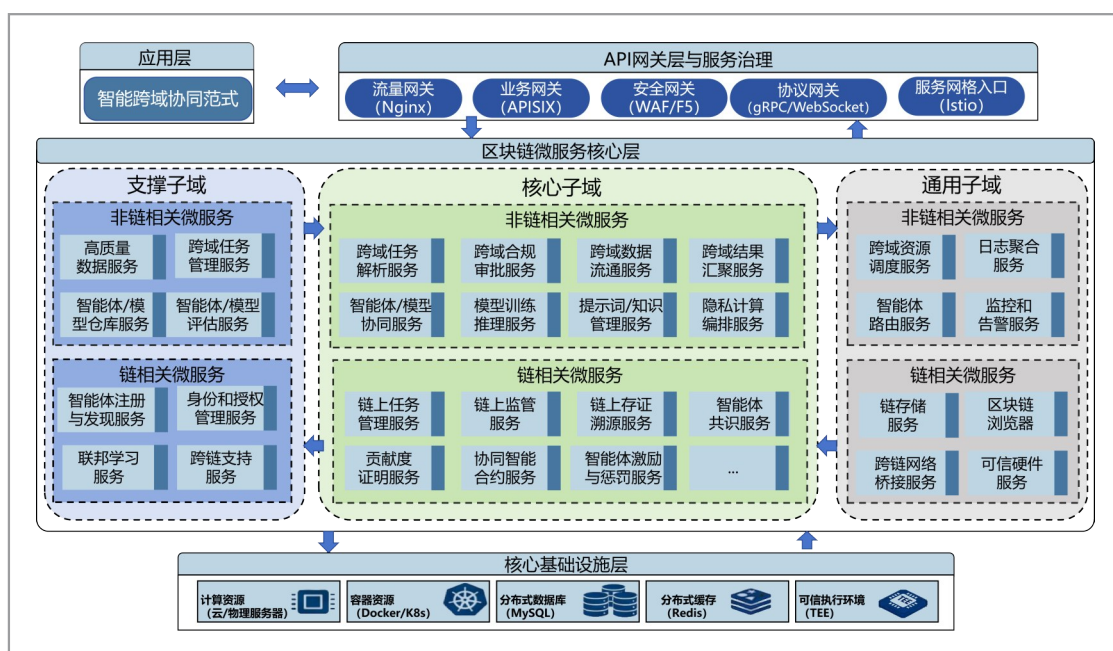 应用层
智能跨域协同范式
API网关层与服务治理
流量网关
(Nginx)
业务网关
(APISIX)
安全网关
(WAF/F5)
协议网关
(gRPC/WebSocket)
服务网格入口
(Istio)
区块链微服务核心层
支撑子域
非链相关微服务
高质量
数据服务
跨域任务
管理服务
智能体/模
型仓库服务
智能体/模型
评估服务
链相关微服务
智能体注册
与发现服务
身份和授权
管理服务
联邦学习
服务
跨链支持
服务
核心子域
非链相关微服务
跨域任务
解析服务
跨域合规
审批服务
跨域数据
流通服务
跨域结果
汇聚服务
智能体/模型
协同服务
模型训练
推理服务
提示词/知识
管理服务
隐私计算
编排服务
链相关微服务
链上任务
管理服务
链上监管
服务
链上存证
溯源服务
智能体
共识服务
贡献度
证明服务
协同智能
合约服务
智能体激励
与惩罚服务
...
通用子域
非链相关微服务
跨域资源
调度服务
日志聚合
服务
智能体
路由服务
监控和
告警服务
链相关微服务
链存储
服务
区块链
浏览器
跨链网络
桥接服务
可信硬件
服务
核心基础设施层
计算资源
(云/物理服务器)
容器资源
(Docker/K8s)
分布式数据库
(MySQL)
分布式缓存
(Redis)
可信执行环境
(TEE)
TEE